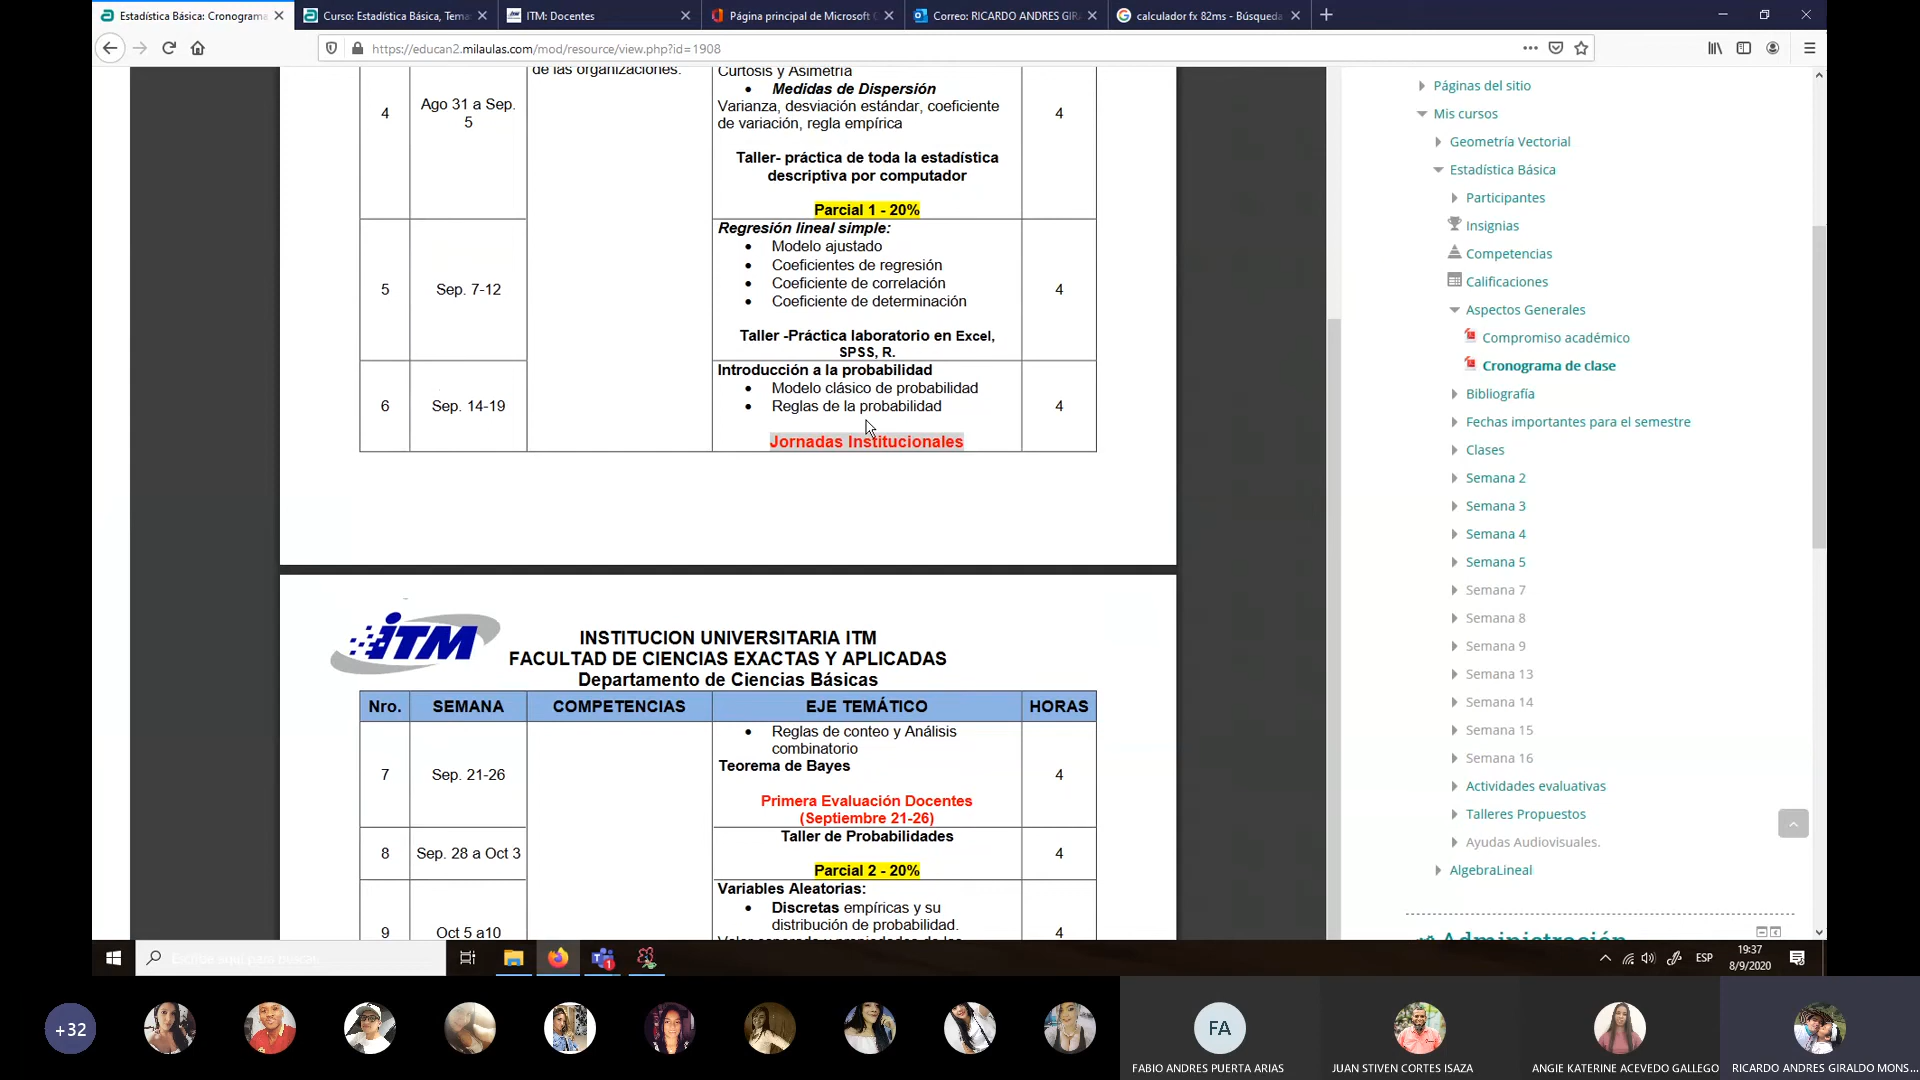 Estadística Básica: Cronograma
Curso: Estadística Básica, Tema
ITM: Docentes
Página principal de Microsoft O
Correo: RICARDO ANDRES GIR
calculador fx 82ms - Búsqueda
https://educan2.milaulas.com/mod/resource/view.php?id=1908
de las organizaciones.
Curtosis y Asimetría
• Medidas de Dispersión
4
Ago 31 a Sep.
5
Varianza, desviación estándar, coeficiente
de variación, regla empírica
4
Taller- práctica de toda la estadística
descriptiva por computador
Parcial 1 - 20%
5
Sep. 7-12
Regresión lineal simple:
• Modelo ajustado
• Coeficientes de regresión
• Coeficiente de correlación
• Coeficiente de determinación
4
Taller -Práctica laboratorio en Excel,
SPSS, R.
6
Sep. 14-19
Introducción a la probabilidad
• Modelo clásico de probabilidad
• Reglas de la probabilidad
4
Jornadas Institucionales
iTM
INSTITUCION UNIVERSITARIA ITM
FACULTAD DE CIENCIAS EXACTAS Y APLICADAS
Departamento de Ciencias Básicas
Nro. SEMANA COMPETENCIAS EJE TEMÁTICO HORAS
7
Sep. 21-26
• Reglas de conteo y Análisis
combinatorio
Teorema de Bayes
4
Primera Evaluación Docentes
(Septiembre 21-26)
8
Sep. 28 a Oct 3
Taller de Probabilidades
4
Parcial 2 - 20%
9
Oct 5 a10
Variables Aleatorias:
• Discretas empíricas y su
distribución de probabilidad.
4
Páginas del sitio
Mis cursos
Geometría Vectorial
Estadística Básica
Participantes
Insignias
Competencias
Calificaciones
Aspectos Generales
Compromiso académico
Cronograma de clase
Bibliografía
Fechas importantes para el semestre
Clases
Semana 2
Semana 3
Semana 4
Semana 5
Semana 7
Semana 8
Semana 9
Semana 13
Semana 14
Semana 15
Semana 16
Actividades evaluativas
Talleres Propuestos
Ayudas Audiovisuales.
AlgebraLineal
Administración
Escribe aquí para buscar
1
ESP
19:37
8/9/2020
+32
FA
FABIO ANDRES PUERTA ARIAS
JUAN STIVEN CORTES ISAZA
ANGIE KATERINE ACEVEDO GALLEGO
RICARDO ANDRES GIRALDO MONS...